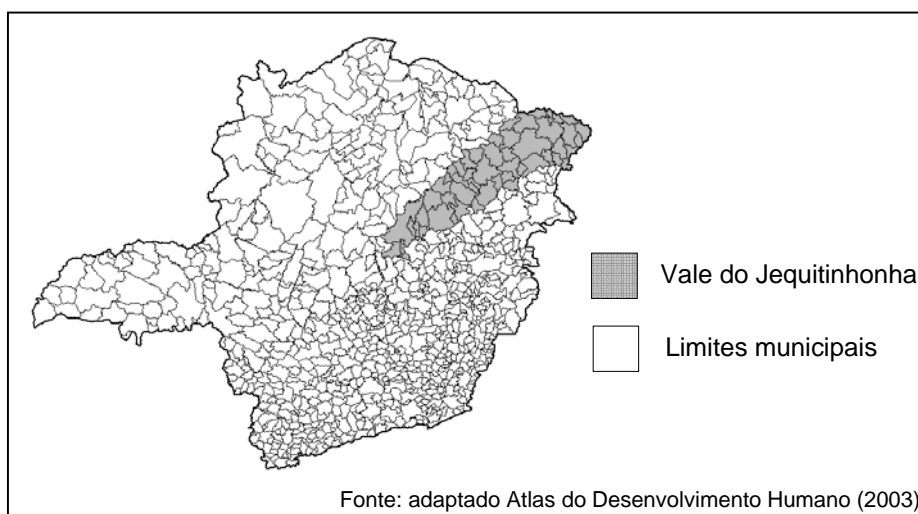 Vale do Jequitinhonha
Limites municipais
Fonte: adaptado Atlas do Desenvolvimento Humano (2003)